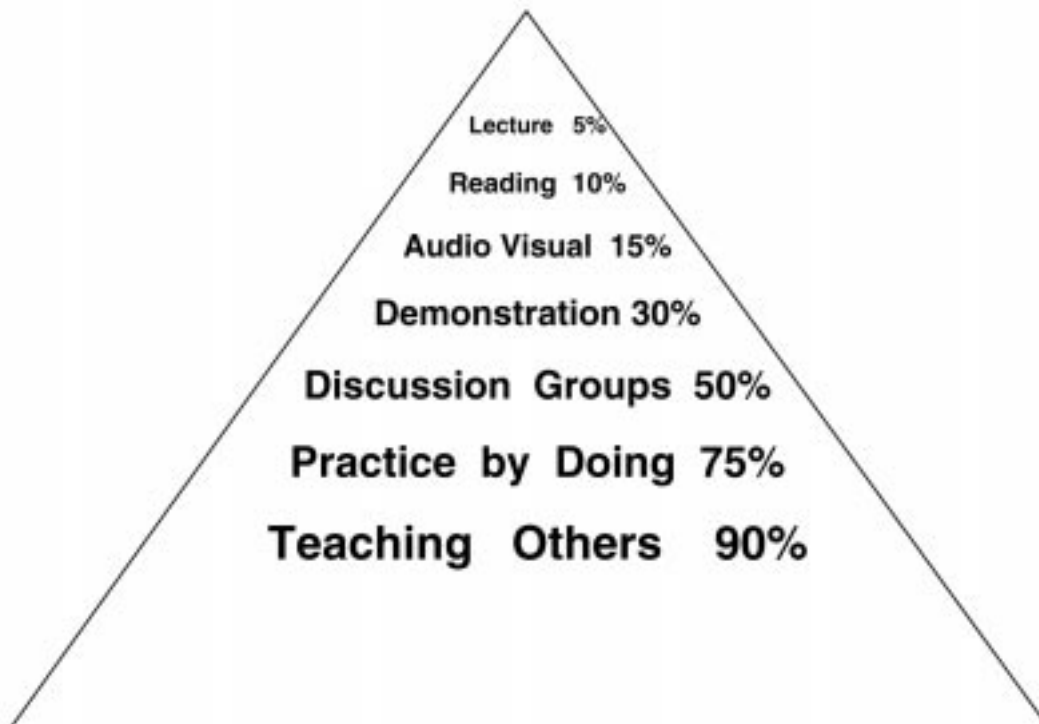 Lecture 5%
Reading 10%
Audio Visual 15%
Demonstration 30%
Discussion Groups 50%
Practice by Doing 75%
Teaching Others 90%